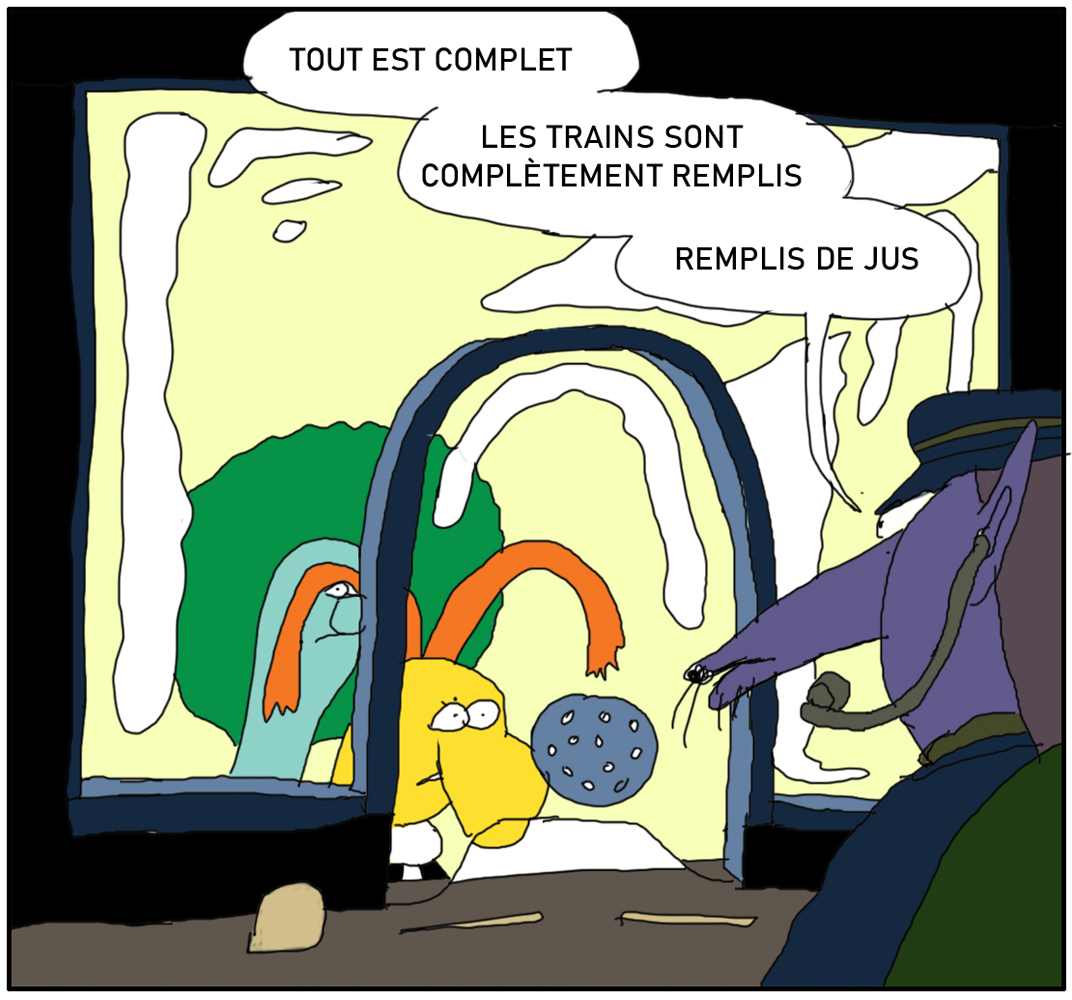 TOUT EST COMPLET
LES TRAINS SONT
COMPLÈTEMENT REMPLIS
REMPLIS DE JUS